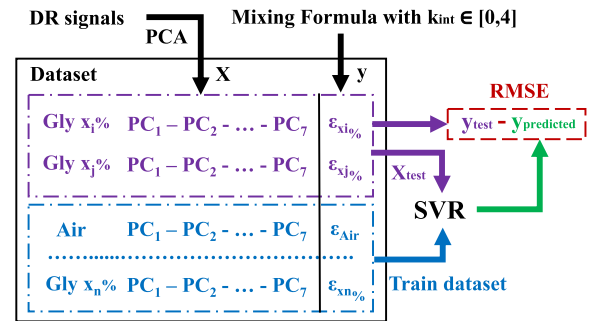 DR signals
Mixing Formula with kint ∈ [0,4]
PCA
Dataset
X
y
RMSE
Gly xi% PC1 – PC2 - … - PC7 εxi%
ytest - ypredicted
Gly xj% PC1 – PC2 - … - PC7 εxj%
Xtest
SVR
Air PC1 – PC2 - … - PC7 εAir
Train dataset
Gly xn% PC1 – PC2 - … - PC7 εxn%